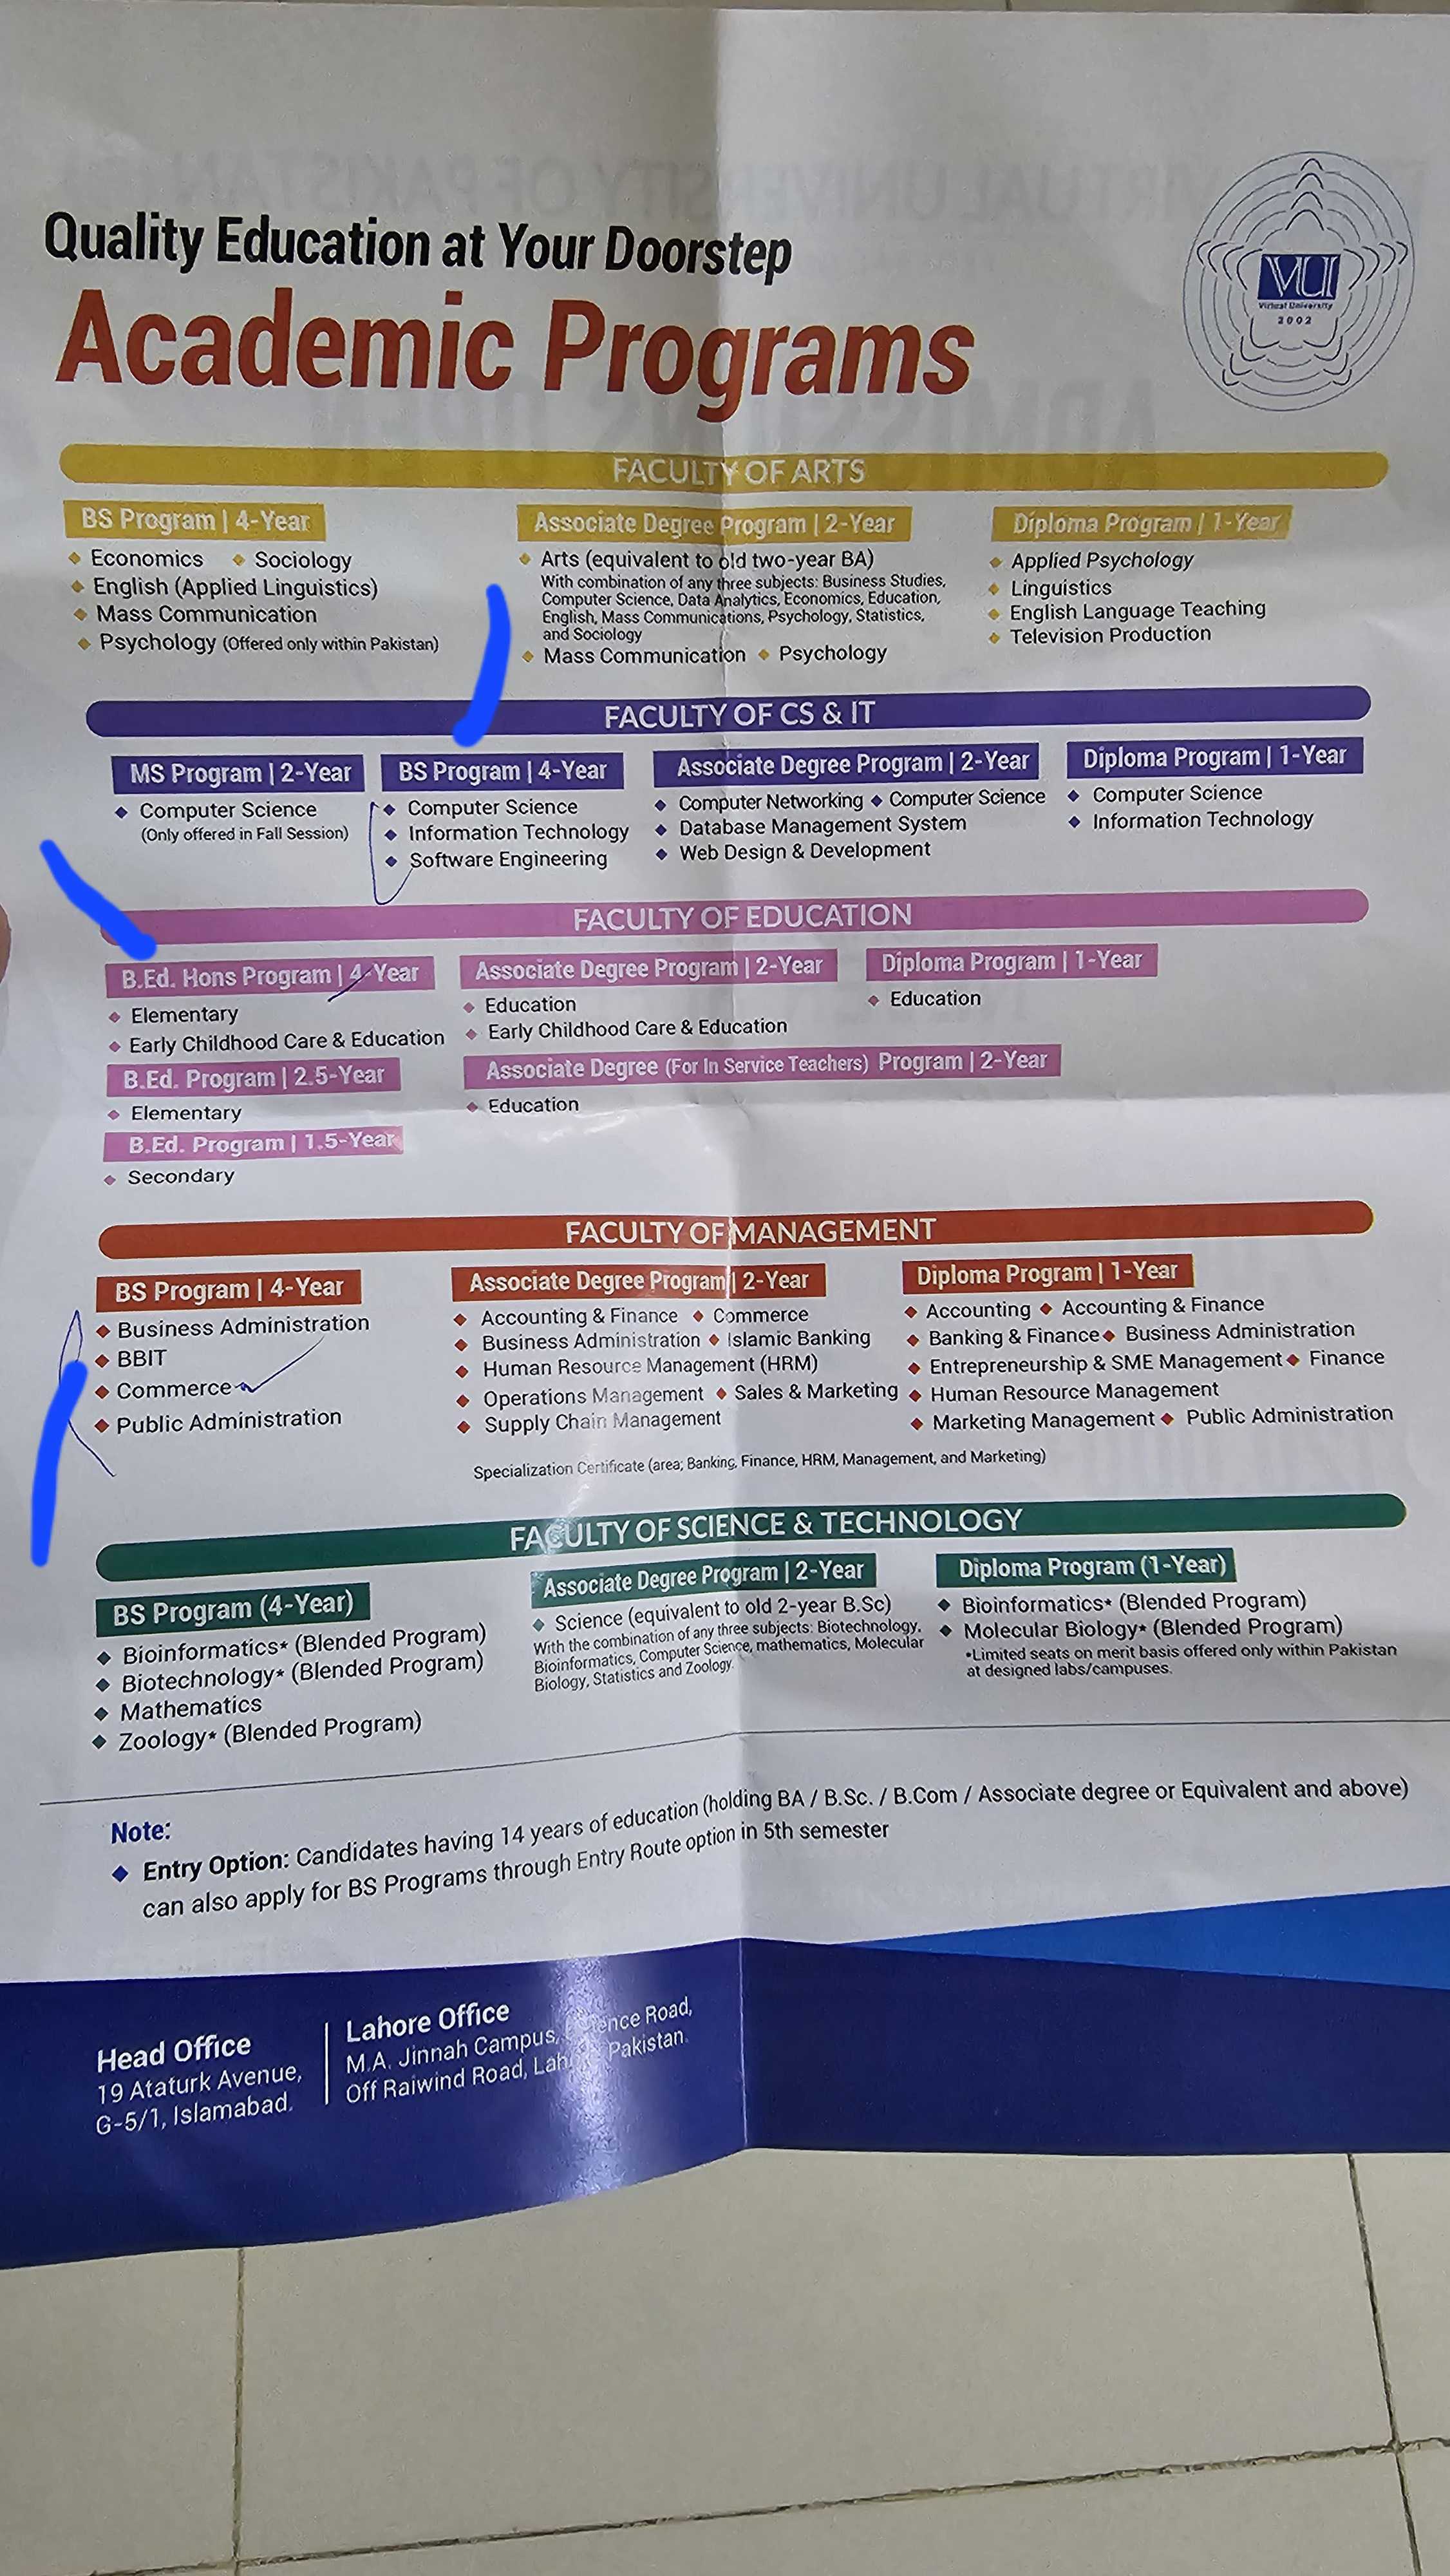 Quality Education at Your Doorstep
Academic Programs
VU
Virtual University
2002
FACULTY OF ARTS
BS Program | 4-Year
Economics Sociology
English (Applied Linguistics)
Mass Communication
Psychology (Offered only within Pakistan)
Associate Degree Program | 2-Year
Arts (equivalent to old two-year BA)
With combination of any three subjects: Business Studies,
Computer Science, Data Analytics, Economics, Education,
English, Mass Communications, Psychology, Statistics,
and Sociology
Mass Communication Psychology
Diploma Program | 1-Year
Applied Psychology
Linguistics
English Language Teaching
Television Production
FACULTY OF CS & IT
MS Program | 2-Year
Computer Science
(Only offered in Fall Session)
BS Program | 4-Year
Computer Science
Information Technology
Software Engineering
Associate Degree Program | 2-Year
Computer Networking Computer Science
Database Management System
Web Design & Development
Diploma Program | 1-Year
Computer Science
Information Technology
FACULTY OF EDUCATION
B.Ed. Hons Program | 4-Year
Elementary
Early Childhood Care & Education
B.Ed. Program | 2.5-Year
Elementary
B.Ed. Program | 1.5-Year
Secondary
Associate Degree Program | 2-Year
Education
Early Childhood Care & Education
Associate Degree (For In Service Teachers) Program | 2-Year
Education
Diploma Program | 1-Year
Education
FACULTY OF MANAGEMENT
BS Program | 4-Year
Business Administration
BBIT
Commerce
Public Administration
Associate Degree Program | 2-Year
Accounting & Finance Commerce
Business Administration Islamic Banking
Human Resource Management (HRM)
Operations Management Sales & Marketing
Supply Chain Management
Diploma Program | 1-Year
Accounting Accounting & Finance
Banking & Finance Business Administration
Entrepreneurship & SME Management Finance
Human Resource Management
Marketing Management Public Administration
Specialization Certificate (area; Banking, Finance, HRM, Management, and Marketing)
FACULTY OF SCIENCE & TECHNOLOGY
BS Program (4-Year)
Bioinformatics* (Blended Program)
Biotechnology* (Blended Program)
Mathematics
Zoology* (Blended Program)
Associate Degree Program | 2-Year
Science (equivalent to old 2-year B.Sc)
With the combination of any three subjects: Biotechnology,
Bioinformatics, Computer Science, mathematics, Molecular
Biology, Statistics and Zoology.
Diploma Program (1-Year)
Bioinformatics* (Blended Program)
Molecular Biology* (Blended Program)
*Limited seats on merit basis offered only within Pakistan
at designed labs/campuses.
Note:
Entry Option: Candidates having 14 years of education (holding BA / B.Sc. / B.Com / Associate degree or Equivalent and above)
can also apply for BS Programs through Entry Route option in 5th semester
Head Office
19 Ataturk Avenue,
G-5/1, Islamabad.
Lahore Office
M.A. Jinnah Campus, Road,
Off Raiwind Road, Pakistan.